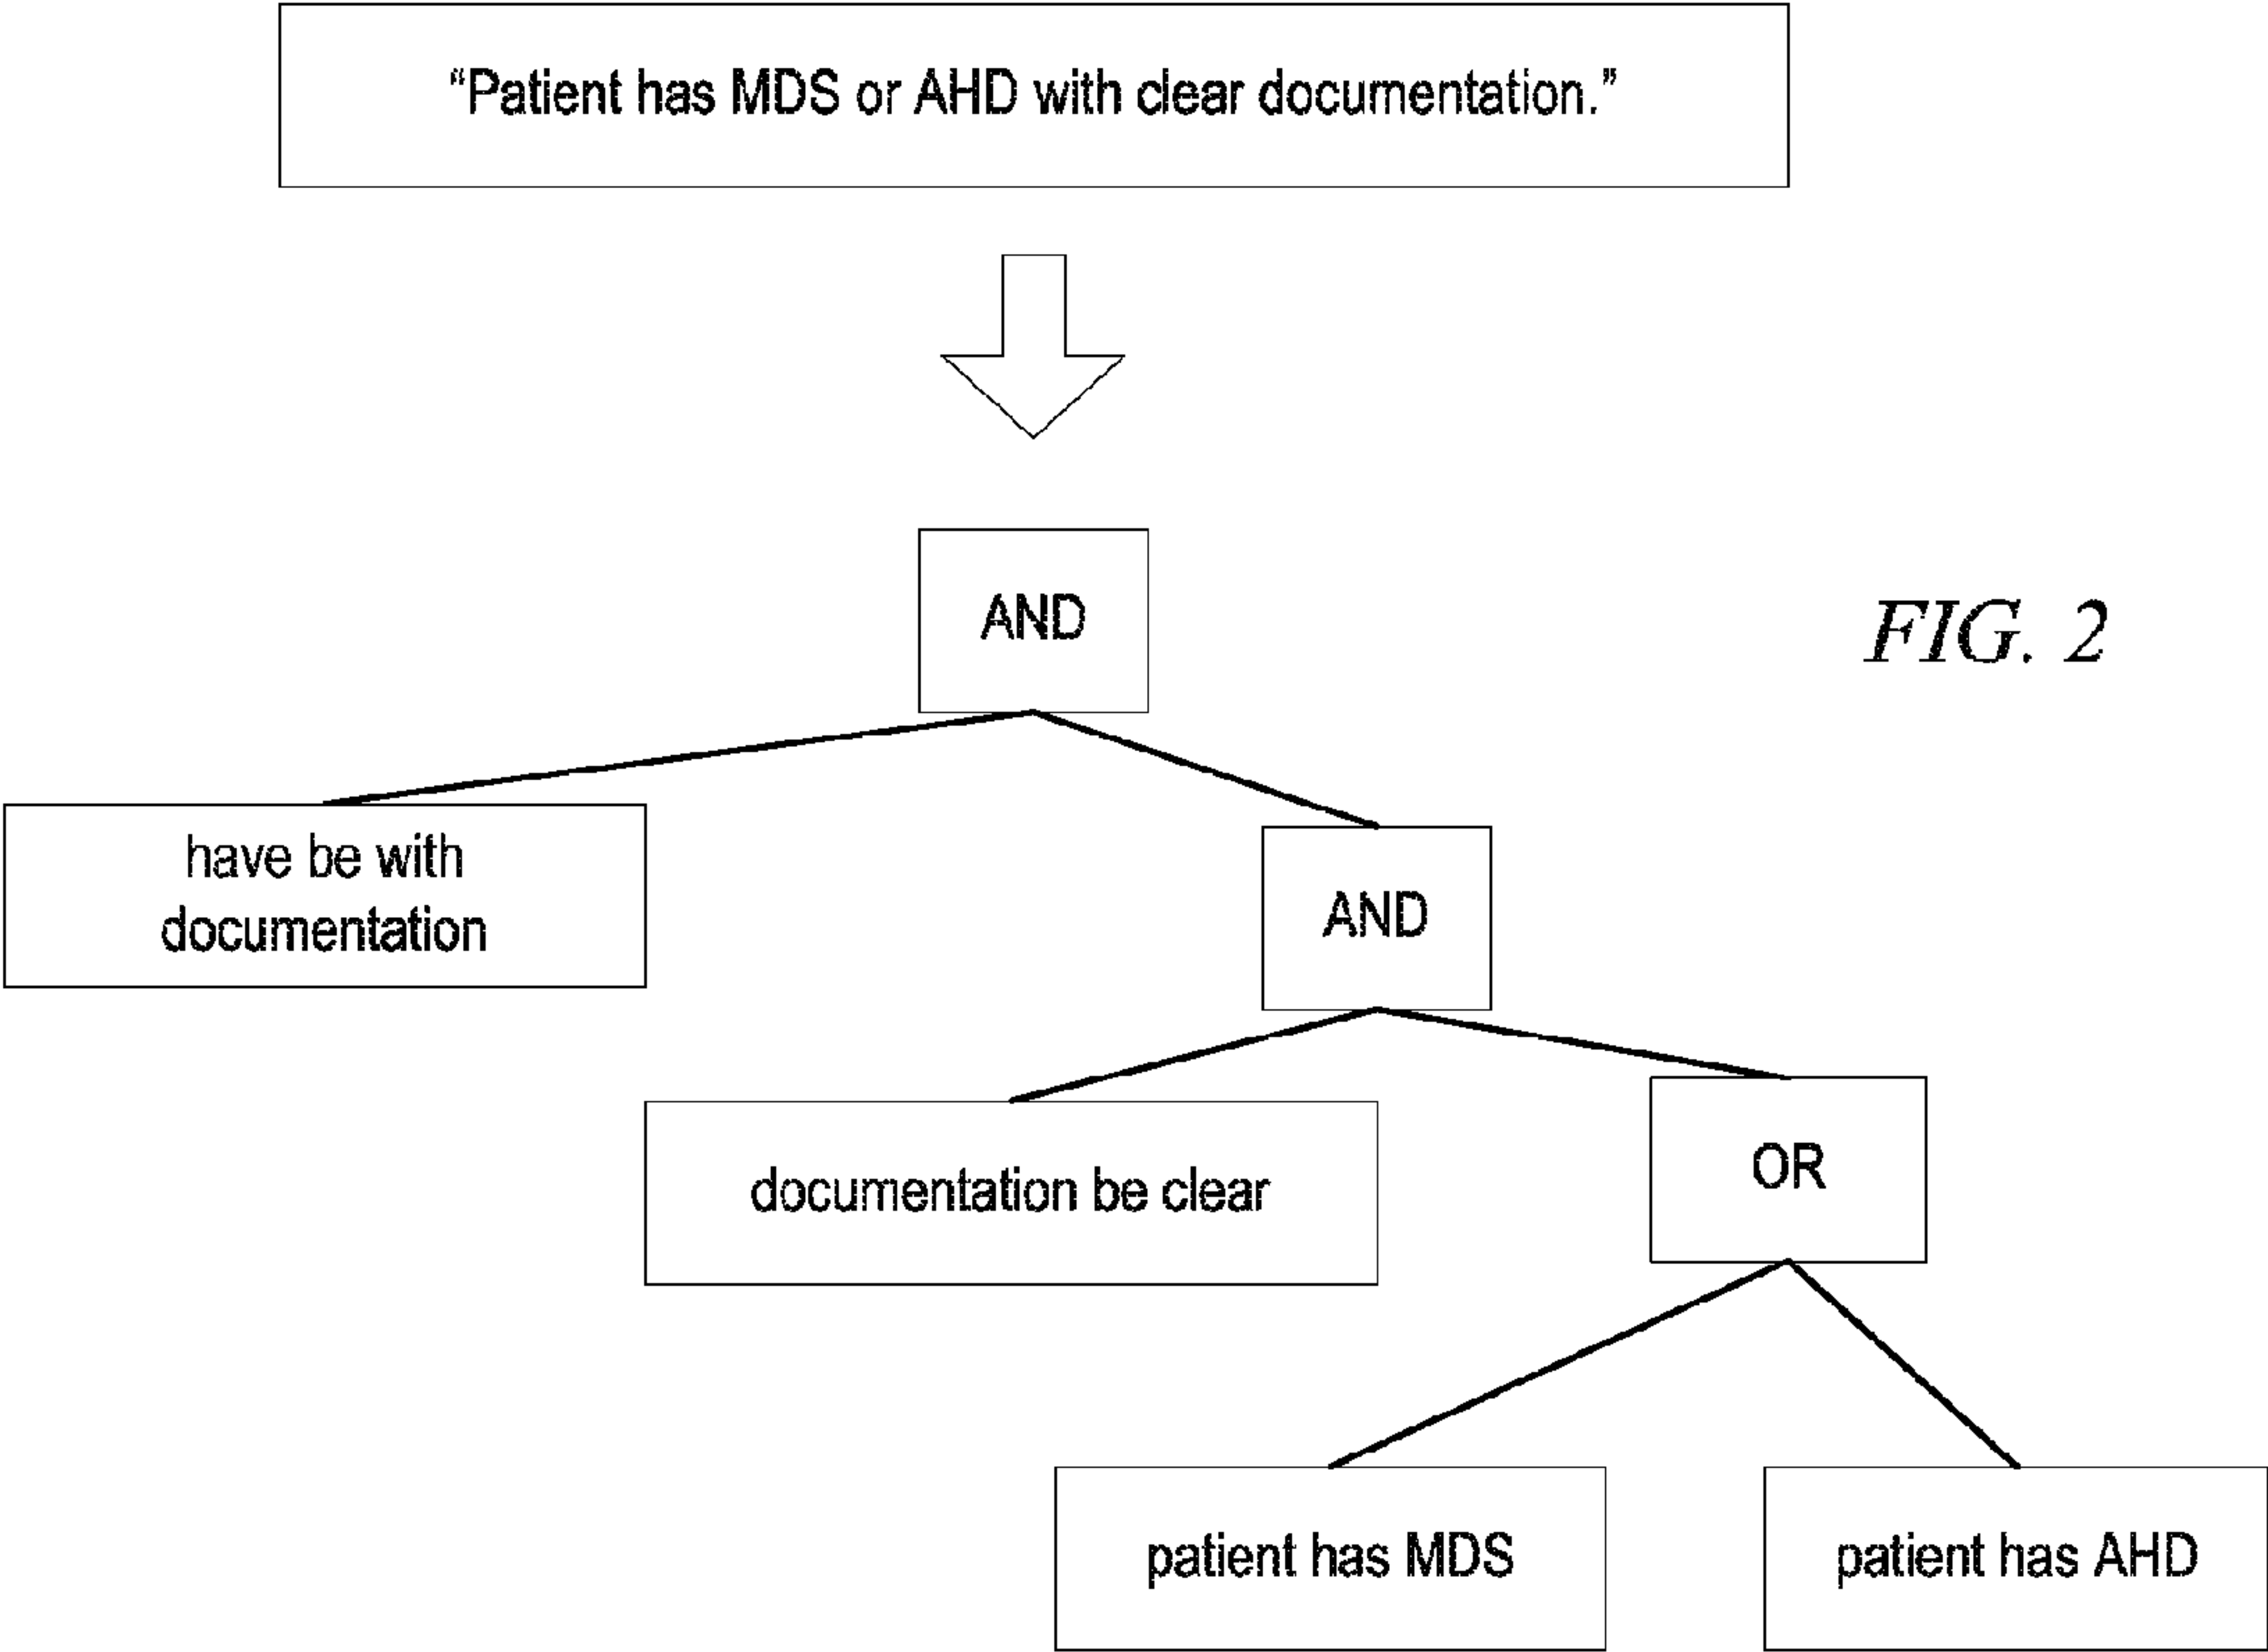 “Patient has MDS or AHD with clear documentation.”
AND
FIG. 2
have be with
documentation
AND
documentation be clear
OR
patient has MDS
patient has AHD